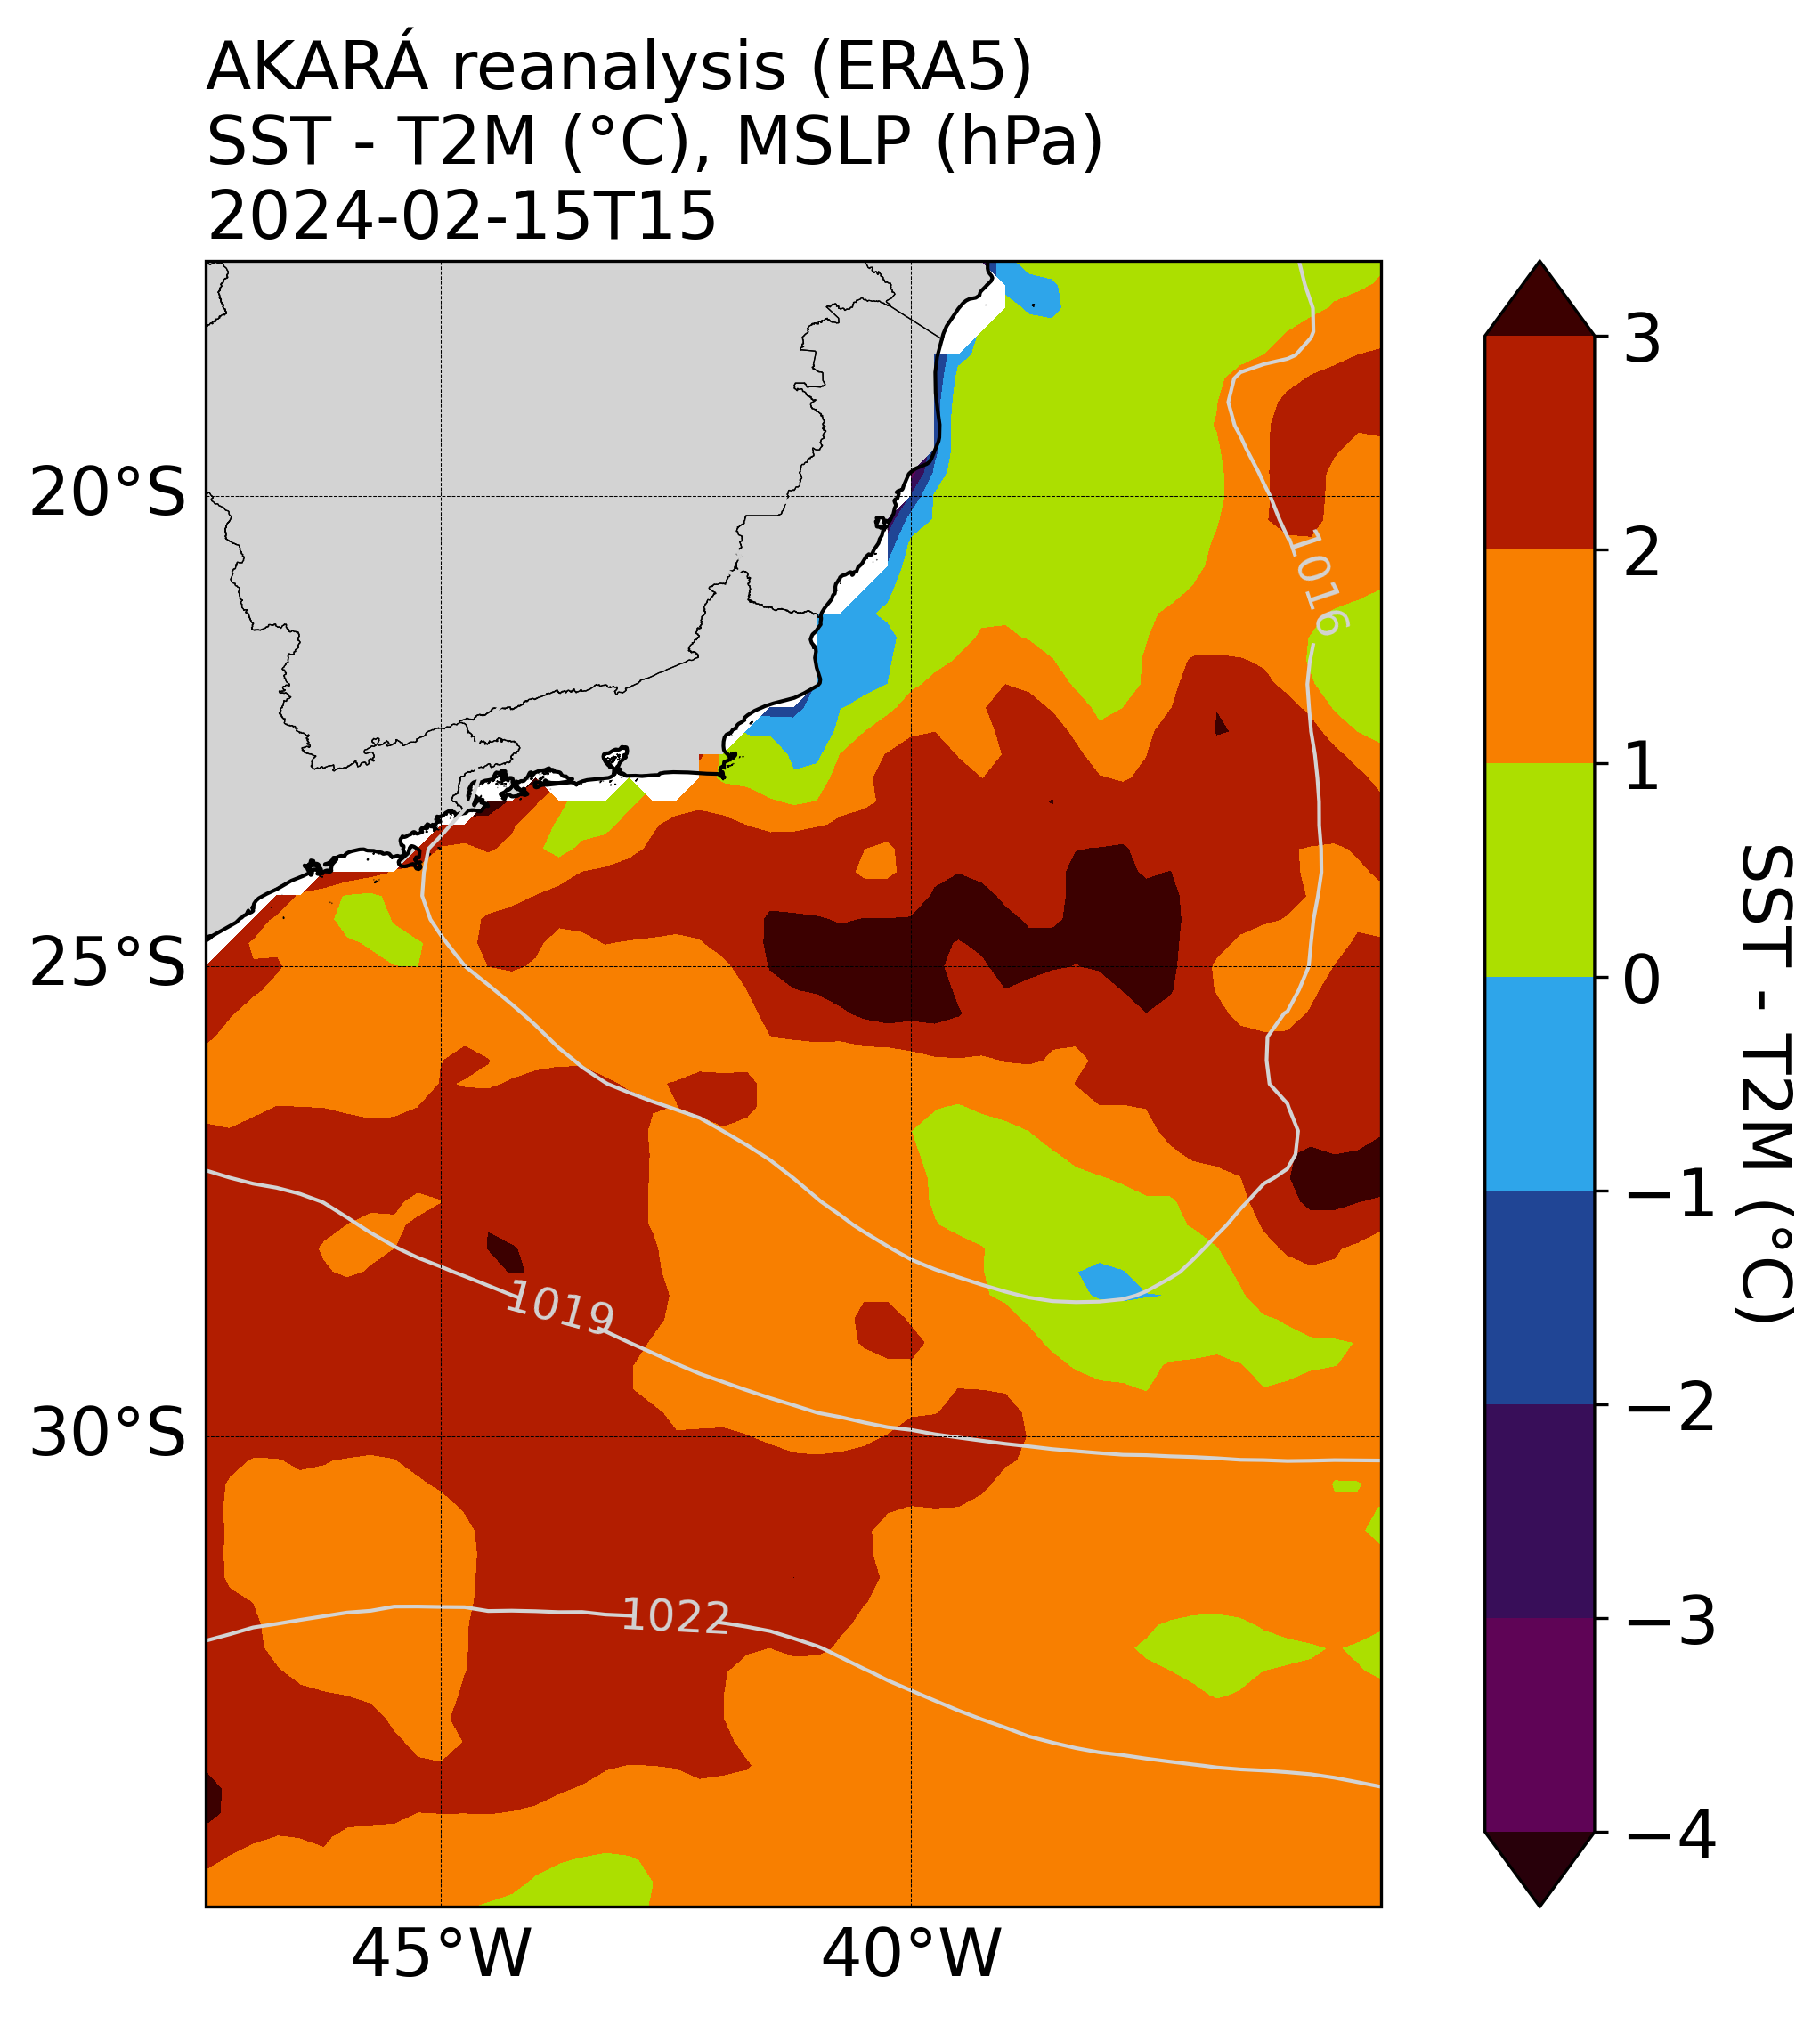 AKARÁ reanalysis (ERA5)
SST - T2M (°C), MSLP (hPa)
2024-02-15T15
20°S
25°S
30°S
45°W
40°W
1016
1019
1022
3
2
1
0
−1
−2
−3
−4
SST - T2M (°C)